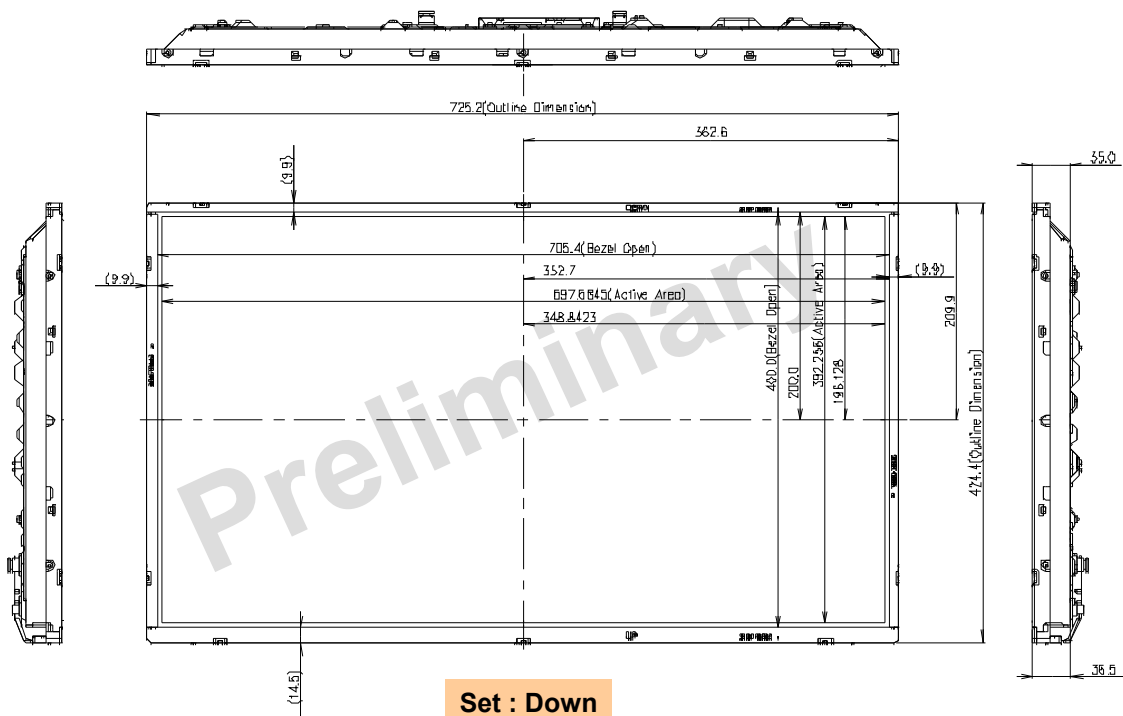 725.2(Outline Dimension)
362.6
35.0
(9.9)
705.4(Bezel Open)
(9.9)
352.7
(9.9)
697.6845(Active Area)
348.8423
400.0(Bezel Open)
200.0
392.256(Active Area)
196.128
209.9
424.4(Outline Dimension)
Preliminary
UP
(14.5)
36.5
Set : Down